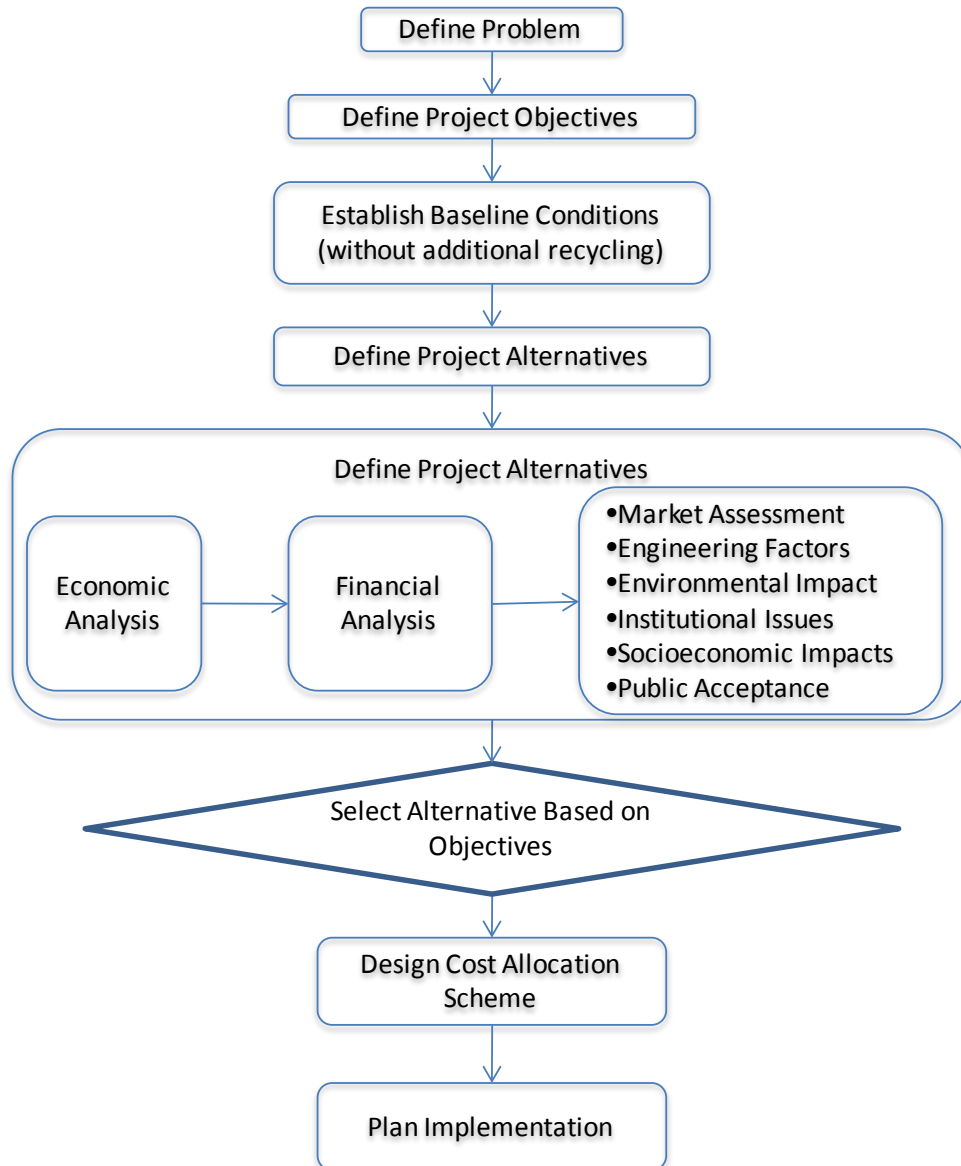 Define Problem
Define Project Objectives
Establish Baseline Conditions
(without additional recycling)
Define Project Alternatives
Define Project Alternatives
Economic
Analysis
Financial
Analysis
•Market Assessment
•Engineering Factors
•Environmental Impact
•Institutional Issues
•Socioeconomic Impacts
•Public Acceptance
Select Alternative Based on
Objectives
Design Cost Allocation
Scheme
Plan Implementation